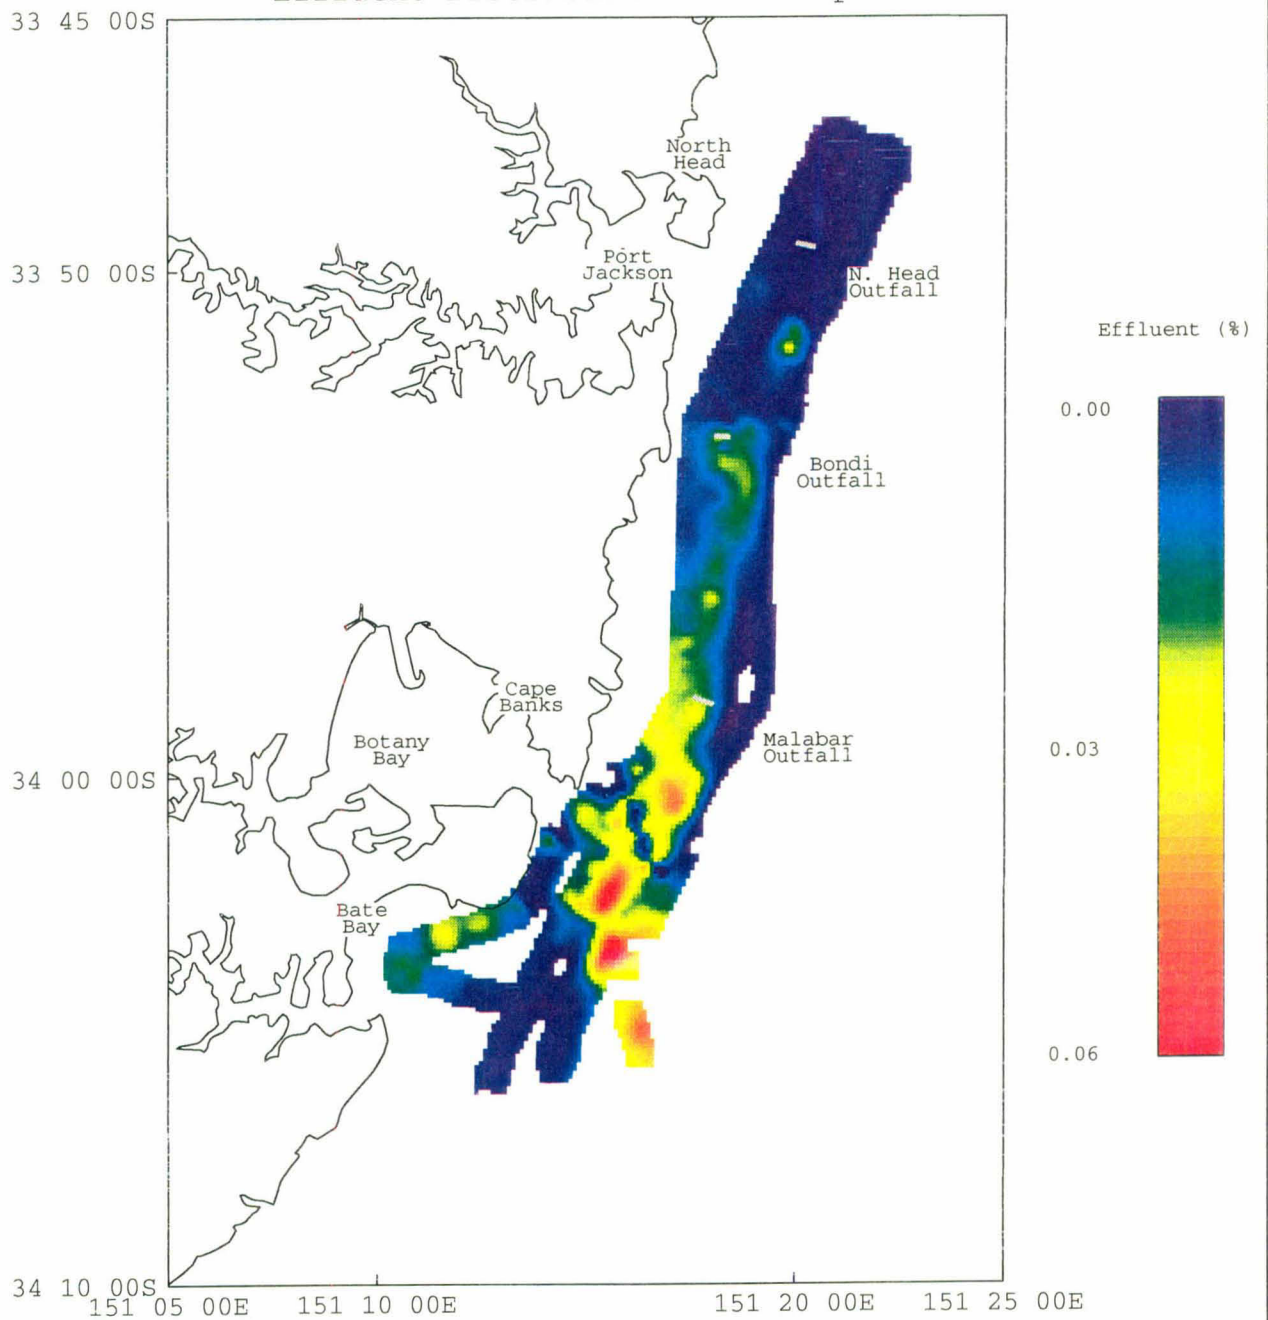 33 45 00S
North
Head
Port
Jackson
33 50 00S
N. Head
Outfall
Effluent (%)
0.00
Bondi
Outfall
Cape
Banks
Botany
Bay
Malabar
Outfall
0.03
34 00 00S
Bate
Bay
0.06
34 10 00S
151 05 00E
151 10 00E
151 20 00E
151 25 00E